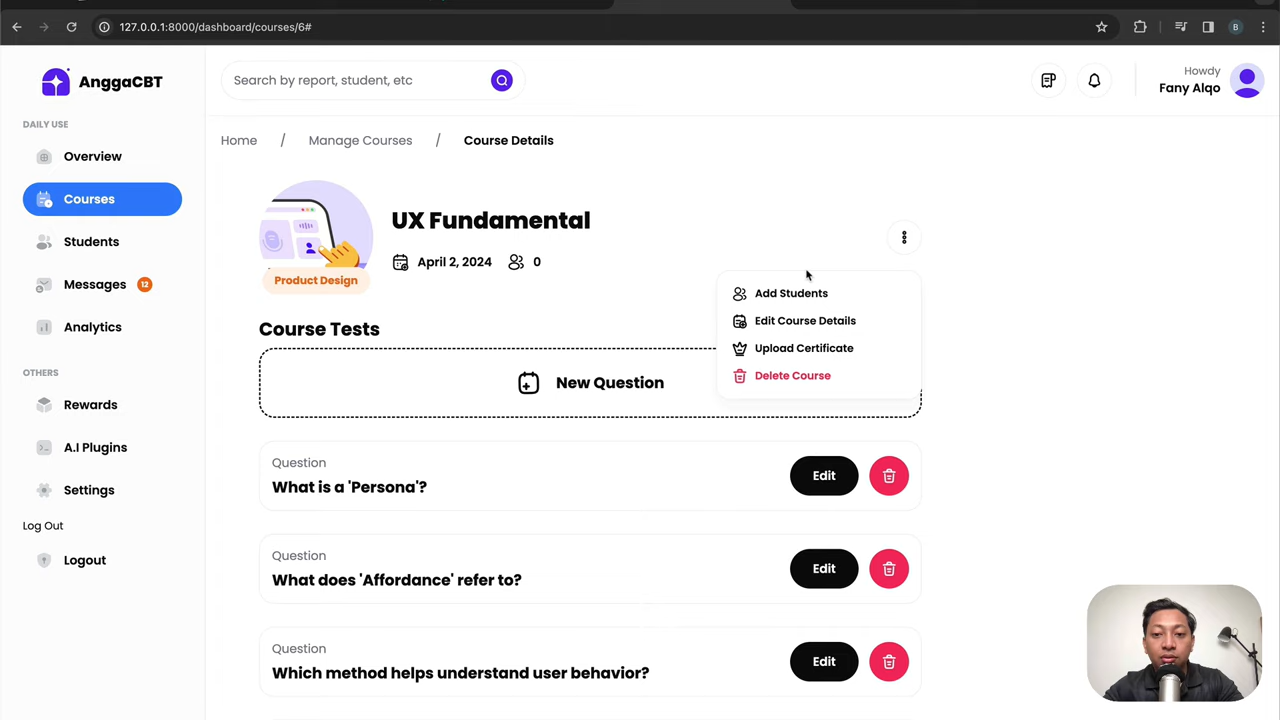 127.0.0.1:8000/dashboard/courses/6#
B
AnggaCBT
Search by report, student, etc
Howdy
Fany Alqo
DAILY USE
Overview
Courses
Students
Messages 12
Analytics
OTHERS
Rewards
A.I Plugins
Settings
Log Out
Logout
Home / Manage Courses / Course Details
UX Fundamental
April 2, 2024 0
Product Design
Add Students
Edit Course Details
Upload Certificate
Delete Course
Course Tests
New Question
Question
What is a 'Persona'?
Edit
Question
What does 'Affordance' refer to?
Edit
Question
Which method helps understand user behavior?
Edit